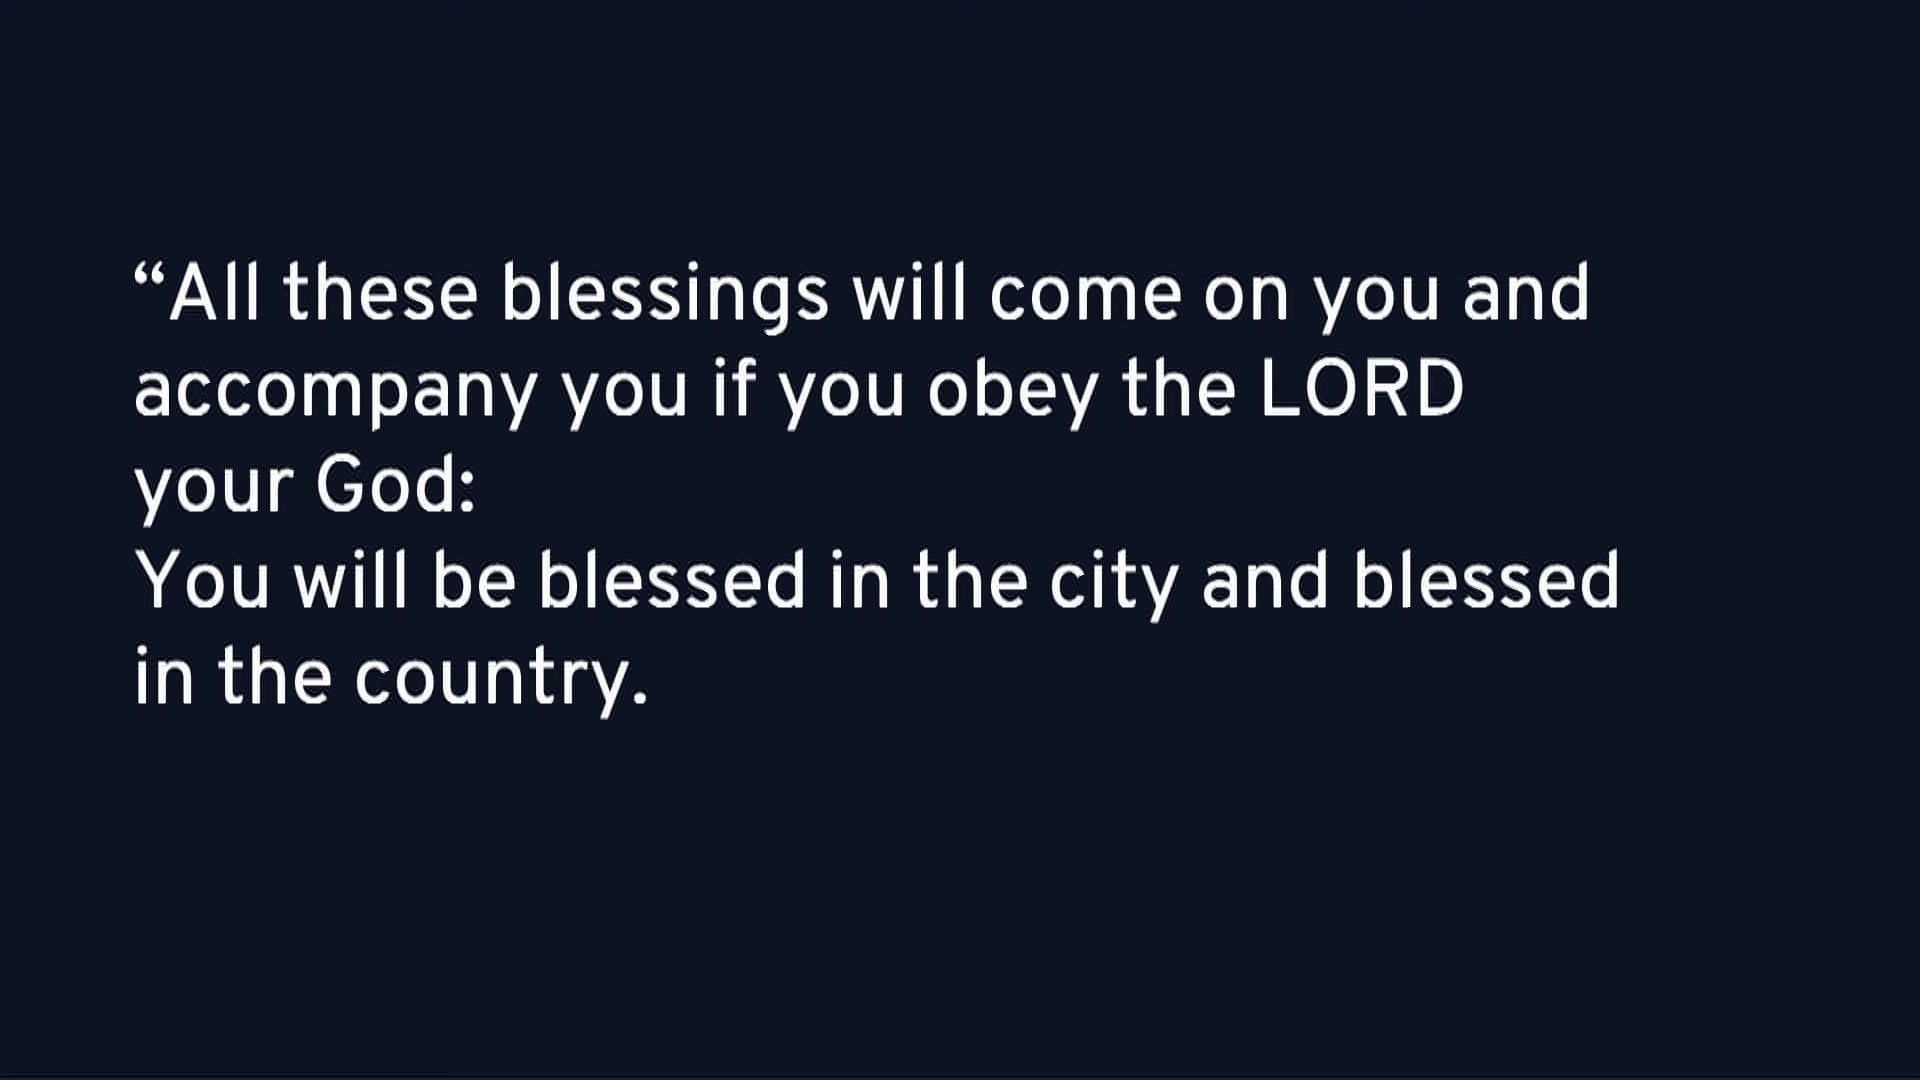 “All these blessings will come on you and
accompany you if you obey the LORD
your God:
You will be blessed in the city and blessed
in the country.